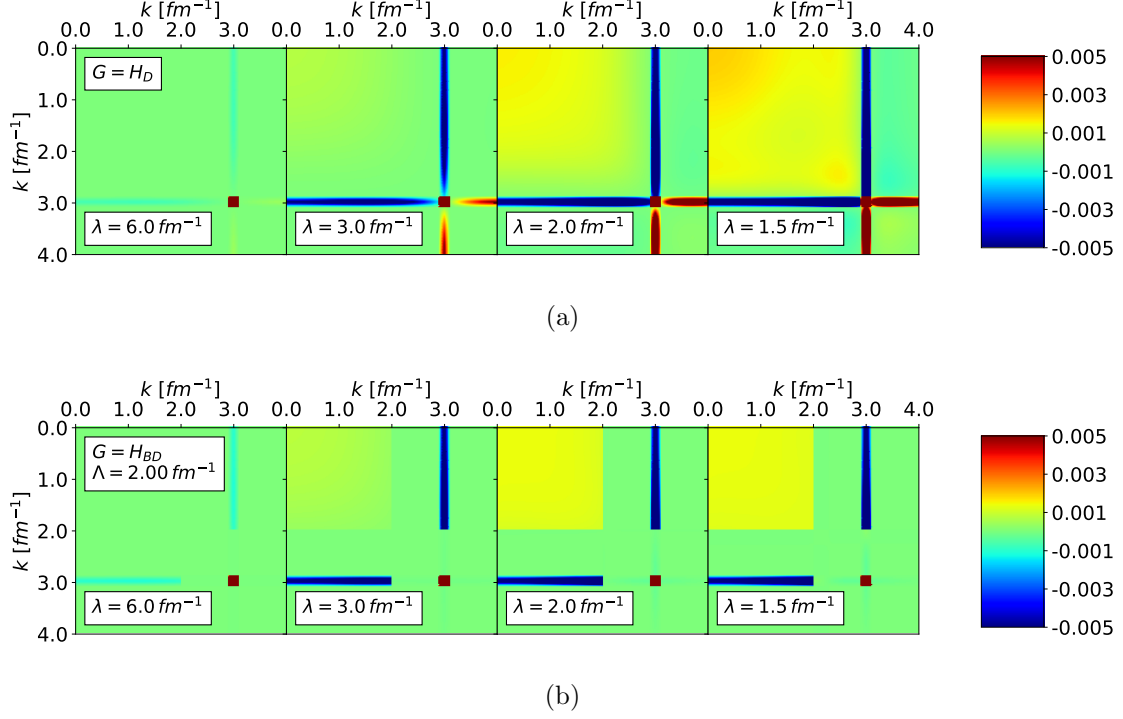 k [fm⁻¹] k [fm⁻¹] k [fm⁻¹] k [fm⁻¹]
0.0 1.0 2.0 3.0 0.0 1.0 2.0 3.0 0.0 1.0 2.0 3.0 0.0 1.0 2.0 3.0 4.0
k [fm⁻¹]
0.0
1.0
2.0
3.0
4.0
G = H_D
λ = 6.0 fm⁻¹ λ = 3.0 fm⁻¹ λ = 2.0 fm⁻¹ λ = 1.5 fm⁻¹
0.005
0.003
0.001
-0.001
-0.003
-0.005
(a)
k [fm⁻¹] k [fm⁻¹] k [fm⁻¹] k [fm⁻¹]
0.0 1.0 2.0 3.0 0.0 1.0 2.0 3.0 0.0 1.0 2.0 3.0 0.0 1.0 2.0 3.0 4.0
k [fm⁻¹]
0.0
1.0
2.0
3.0
4.0
G = H_BD
Λ = 2.00 fm⁻¹
λ = 6.0 fm⁻¹ λ = 3.0 fm⁻¹ λ = 2.0 fm⁻¹ λ = 1.5 fm⁻¹
0.005
0.003
0.001
-0.001
-0.003
-0.005
(b)